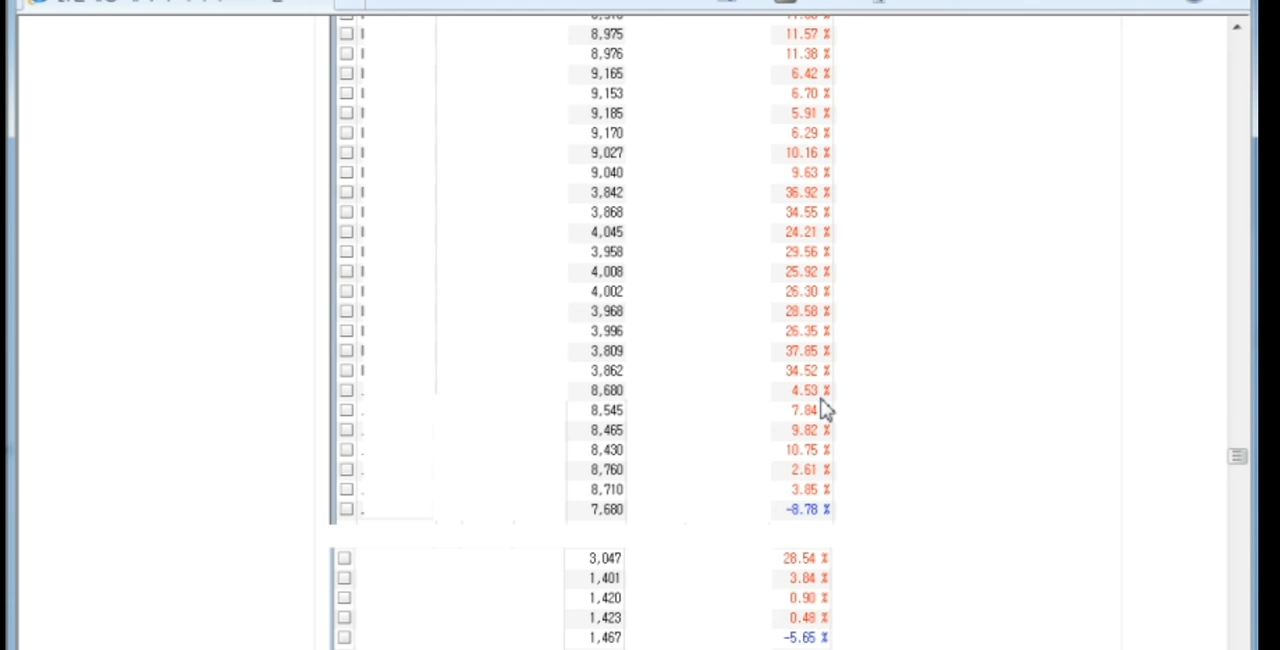 8,975 11.57 %
8,976 11.38 %
9,165 6.42 %
9,153 6.70 %
9,185 5.91 %
9,170 6.29 %
9,027 10.16 %
9,040 9.63 %
3,842 36.92 %
3,868 34.55 %
4,045 24.21 %
3,958 29.56 %
4,008 25.92 %
4,002 26.30 %
3,968 28.58 %
3,996 26.35 %
3,809 37.85 %
3,862 34.52 %
8,680 4.53 %
8,545 7.84
8,465 9.82 %
8,430 10.75 %
8,760 2.61 %
8,710 3.85 %
7,680 -8.78 %
3,047 28.54 %
1,401 3.84 %
1,420 0.90 %
1,423 0.48 %
1,467 -5.65 %